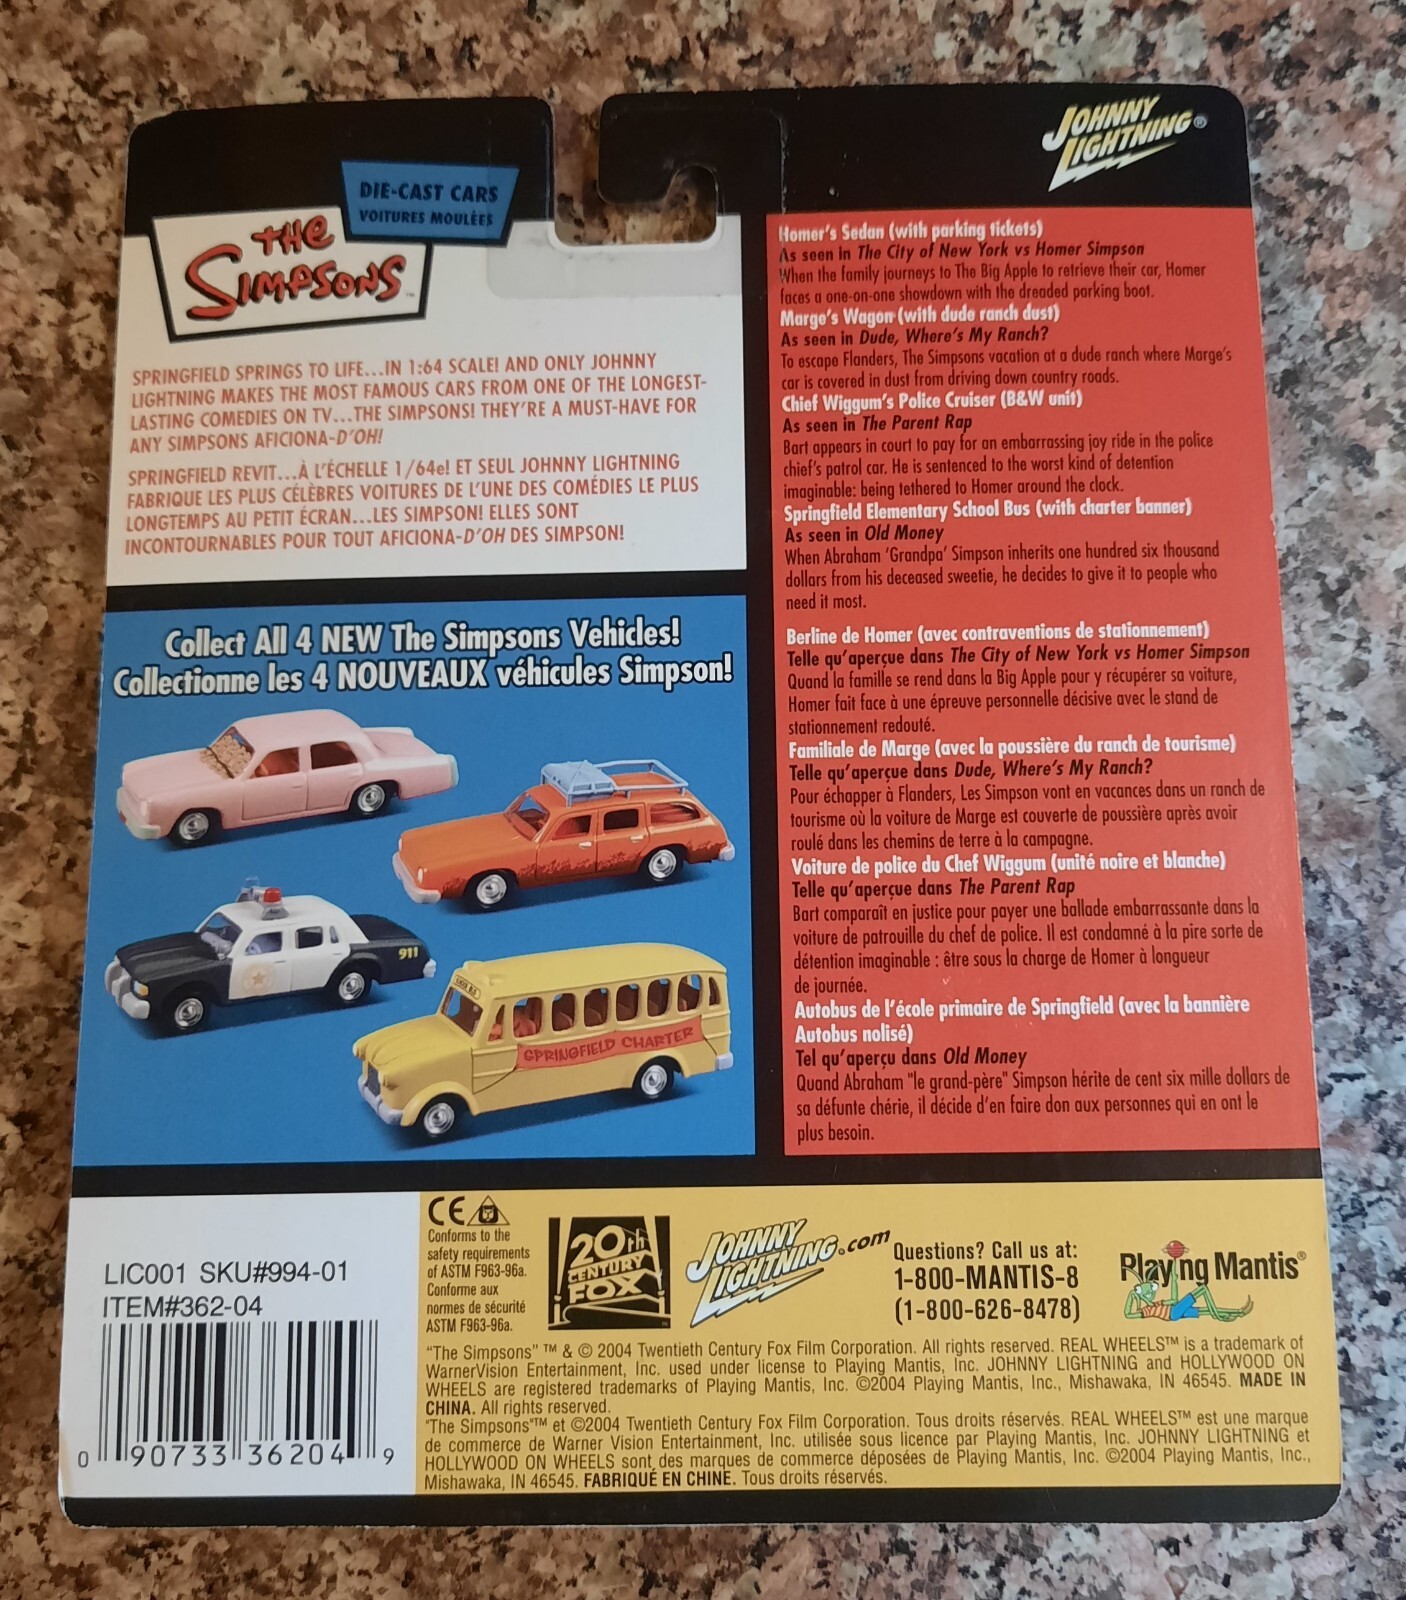 JOHNNY
LIGHTNING®
DIE-CAST CARS
VOITURES MOULÉES
THE
SIMPSONS™
SPRINGFIELD SPRINGS TO LIFE...IN 1:64 SCALE! AND ONLY JOHNNY
LIGHTNING MAKES THE MOST FAMOUS CARS FROM ONE OF THE LONGEST-
LASTING COMEDIES ON TV...THE SIMPSONS! THEY'RE A MUST-HAVE FOR
ANY SIMPSONS AFICIONA-D'OH!
SPRINGFIELD REVIT...À L'ÉCHELLE 1/64e! ET SEUL JOHNNY LIGHTNING
FABRIQUE LES PLUS CÉLÈBRES VOITURES DE L'UNE DES COMÉDIES LE PLUS
LONGTEMPS AU PETIT ÉCRAN...LES SIMPSON! ELLES SONT
INCONTOURNABLES POUR TOUT AFICIONA-D'OH DES SIMPSON!
Collect All 4 NEW The Simpsons Vehicles!
Collectionne les 4 NOUVEAUX véhicules Simpson!
911
SPRINGFIELD CHARTER
Homer's Sedan (with parking tickets)
As seen in The City of New York vs Homer Simpson
When the family journeys to The Big Apple to retrieve their car, Homer
faces a one-on-one showdown with the dreaded parking boot.
Marge's Wagon (with dude ranch dust)
As seen in Dude, Where's My Ranch?
To escape Flanders, The Simpsons vacation at a dude ranch where Marge's
car is covered in dust from driving down country roads.
Chief Wiggum's Police Cruiser (B&W unit)
As seen in The Parent Rap
Bart appears in court to pay for an embarrassing joy ride in the police
chief's patrol car. He is sentenced to the worst kind of detention
imaginable: being tethered to Homer around the clock.
Springfield Elementary School Bus (with charter banner)
As seen in Old Money
When Abraham 'Grandpa' Simpson inherits one hundred six thousand
dollars from his deceased sweetie, he decides to give it to people who
need it most.
Berline de Homer (avec contraventions de stationnement)
Telle qu'aperçue dans The City of New York vs Homer Simpson
Quand la famille se rend dans la Big Apple pour y récupérer sa voiture,
Homer fait face à une épreuve personnelle décisive avec le stand de
stationnement redouté.
Familiale de Marge (avec la poussière du ranch de tourisme)
Telle qu'aperçue dans Dude, Where's My Ranch?
Pour échapper à Flanders, Les Simpson vont en vacances dans un ranch de
tourisme où la voiture de Marge est couverte de poussière après avoir
roulé dans les chemins de terre à la campagne.
Voiture de police du Chef Wiggum (unité noire et blanche)
Telle qu'aperçue dans The Parent Rap
Bart comparaît en justice pour payer une ballade embarrassante dans la
voiture de patrouille du chef de police. Il est condamné à la pire sorte de
détention imaginable : être sous la charge de Homer à longueur
de journée.
Autobus de l'école primaire de Springfield (avec la bannière
Autobus nolisé)
Tel qu'aperçu dans Old Money
Quand Abraham "le grand-père" Simpson hérite de cent six mille dollars de
sa défunte chérie, il décide d'en faire don aux personnes qui en ont le
plus besoin.
LIC001 SKU#994-01
ITEM#362-04
0 90733 36204 9
CE
Conforms to the
safety requirements
of ASTM F963-96a.
Conforme aux
normes de sécurité
ASTM F963-96a.
20th
CENTURY
FOX
JOHNNY
LIGHTNING.com
Questions? Call us at:
1-800-MANTIS-8
(1-800-626-8478)
Playing Mantis®
"The Simpsons" ™ & © 2004 Twentieth Century Fox Film Corporation. All rights reserved. REAL WHEELS™ is a trademark of
WarnerVision Entertainment, Inc. used under license to Playing Mantis, Inc. JOHNNY LIGHTNING and HOLLYWOOD ON
WHEELS are registered trademarks of Playing Mantis, Inc. ©2004 Playing Mantis, Inc., Mishawaka, IN 46545. MADE IN
CHINA. All rights reserved.
"The Simpsons"™ et ©2004 Twentieth Century Fox Film Corporation. Tous droits réservés. REAL WHEELS™ est une marque
de commerce de Warner Vision Entertainment, Inc. utilisée sous licence par Playing Mantis, Inc. JOHNNY LIGHTNING et
HOLLYWOOD ON WHEELS sont des marques de commerce déposées de Playing Mantis, Inc. ©2004 Playing Mantis, Inc.,
Mishawaka, IN 46545. FABRIQUÉ EN CHINE. Tous droits réservés.